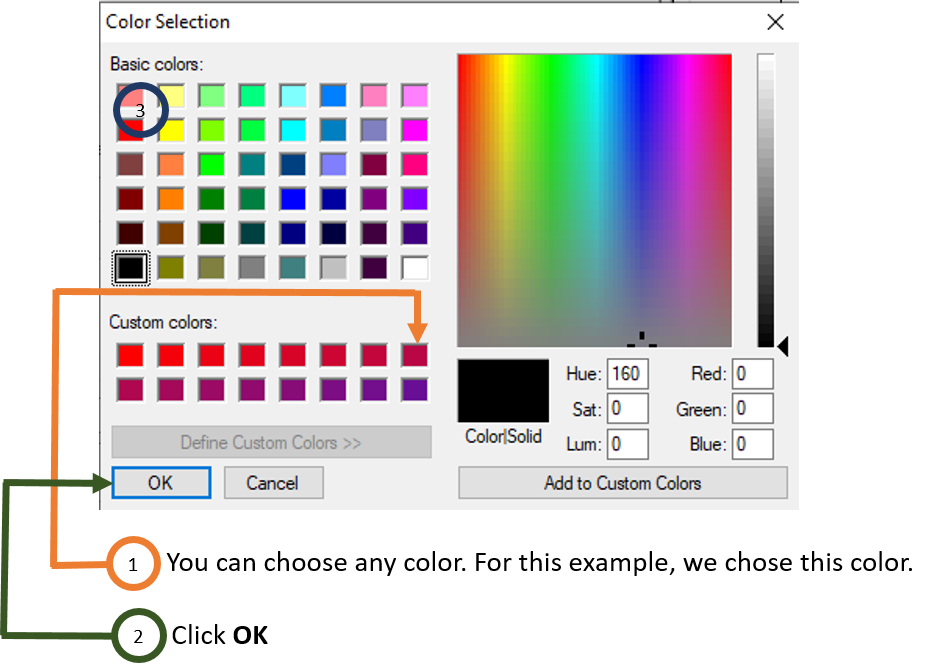 Color Selection
Basic colors:
3
Custom colors:
Define Custom Colors >>
OK
Cancel
Color|Solid
Hue: 160
Sat: 0
Lum: 0
Red: 0
Green: 0
Blue: 0
Add to Custom Colors
1 You can choose any color. For this example, we chose this color.
2 Click OK